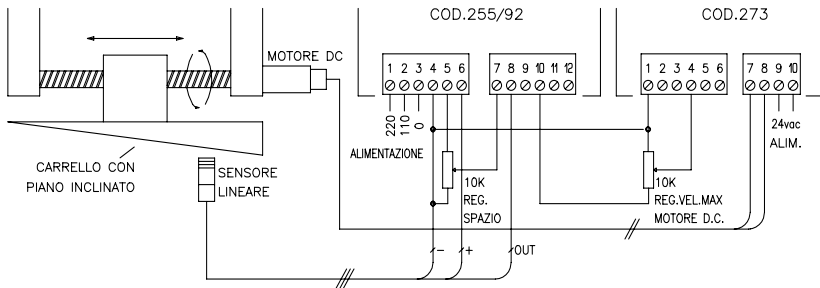 COD.255/92
COD.273
MOTORE DC
1 2 3 4 5 6
7 8 9 10 11 12
1 2 3 4 5 6
7 8 9 10
220
110
0
ALIMENTAZIONE
24vac
ALIM.
CARRELLO CON
PIANO INCLINATO
SENSORE
LINEARE
10K
REG.
SPAZIO
10K
REG.VEL.MAX
MOTORE D.C.
- + OUT